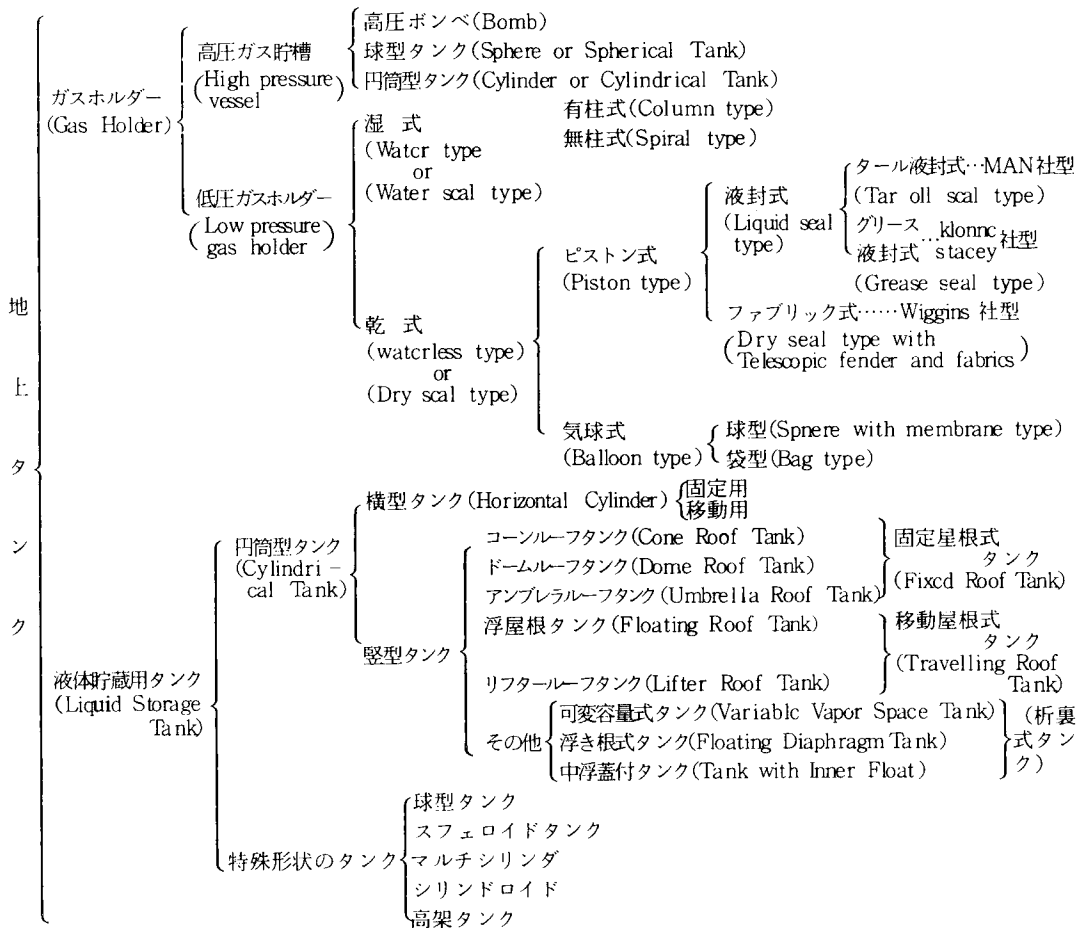 地上タンク
ガスホルダー
(Gas Holder)
高圧ガス貯槽
(High pressure
vessel)
高圧ボンベ(Bomb)
球型タンク(Sphere or Spherical Tank)
円筒型タンク(Cylinder or Cylindrical Tank)
低圧ガスホルダー
(Low pressure
gas holder)
湿 式
(Watcr type
or
(Water scal type)
有柱式(Column type)
無柱式(Spiral type)
乾 式
(watcrless type)
or
(Dry scal type)
ピストン式
(Piston type)
液封式
(Liquid seal
type)
タール液封式…MAN社型
(Tar oll scal type)
グリース
液封式…klonnc
stacey社型
(Grease seal type)
ファブリック式……Wiggins 社型
(Dry seal type with
Telescopic fender and fabrics)
気球式
(Balloon type)
球型(Spnere with membrane type)
袋型(Bag type)
液体貯蔵用タンク
(Liquid Storage
Tank)
円筒型タンク
(Cylindri-
cal Tank)
横型タンク(Horizontal Cylinder)
固定用
移動用
竪型タンク
コーンルーフタンク(Cone Roof Tank)
ドームルーフタンク(Dome Roof Tank)
アンブレラルーフタンク(Umbrella Roof Tank)
固定屋根式
タンク
(Fixcd Roof Tank)
浮屋根タンク(Floating Roof Tank)
リフタールーフタンク(Lifter Roof Tank)
移動屋根式
タンク
(Travelling Roof
Tank)
その他
可変容量式タンク(Variablc Vapor Space Tank)
浮き根式タンク(Floating Diaphragm Tank)
中浮蓋付タンク(Tank with Inner Float)
(析裏
式タン
ク)
特殊形状のタンク
球型タンク
スフェロイドタンク
マルチシリンダ
シリンドロイド
高架タンク